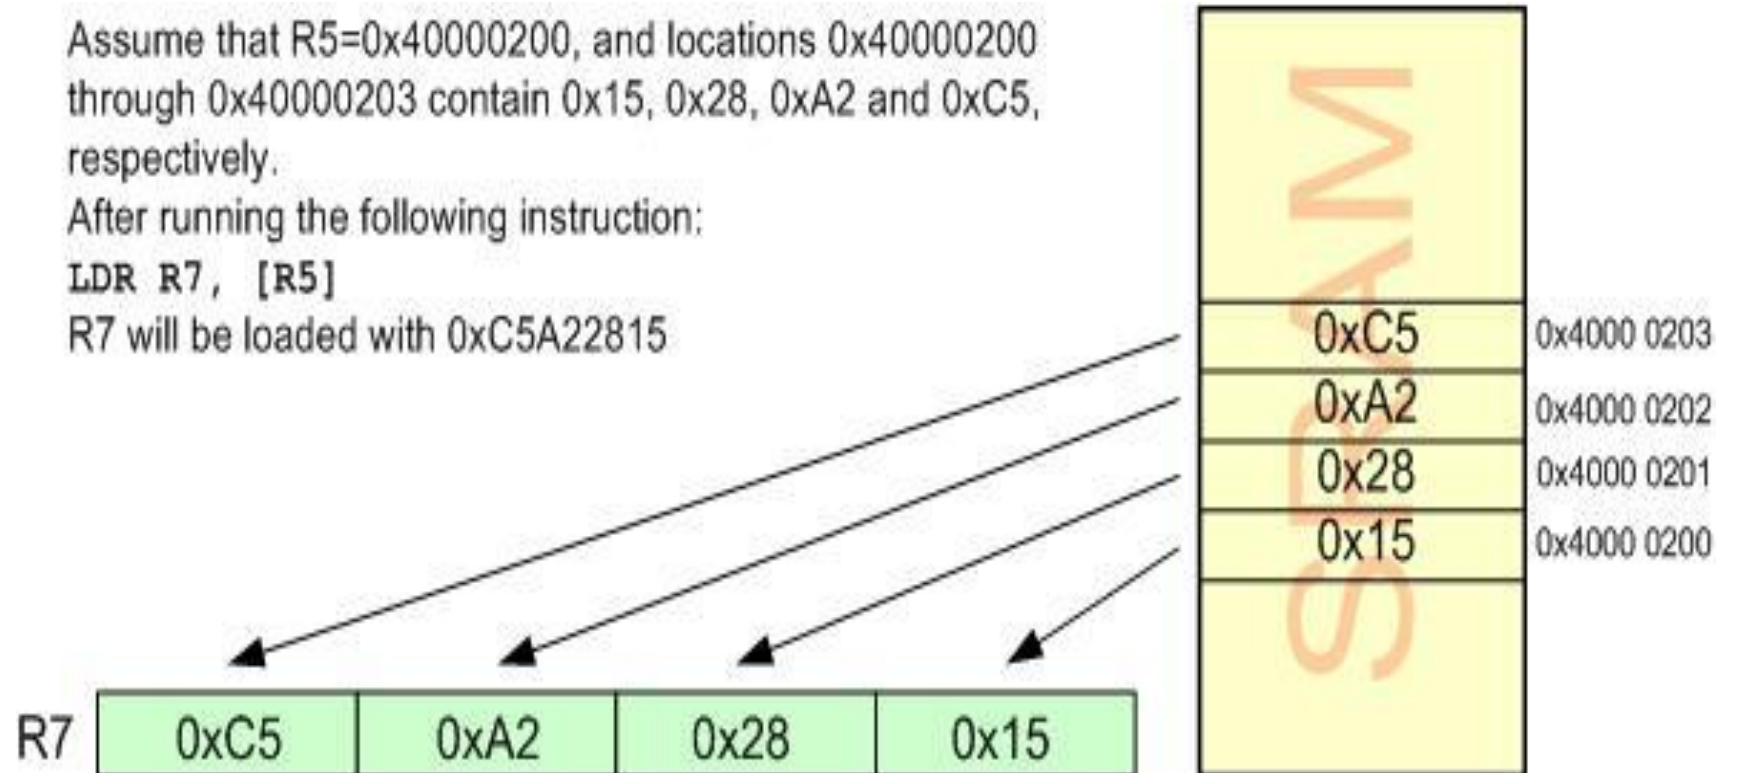 Assume that R5=0x40000200, and locations 0x40000200
through 0x40000203 contain 0x15, 0x28, 0xA2 and 0xC5,
respectively.
After running the following instruction:
LDR R7, [R5]
R7 will be loaded with 0xC5A22815
SRAM
0xC5 0x4000 0203
0xA2 0x4000 0202
0x28 0x4000 0201
0x15 0x4000 0200
R7 0xC5 0xA2 0x28 0x15